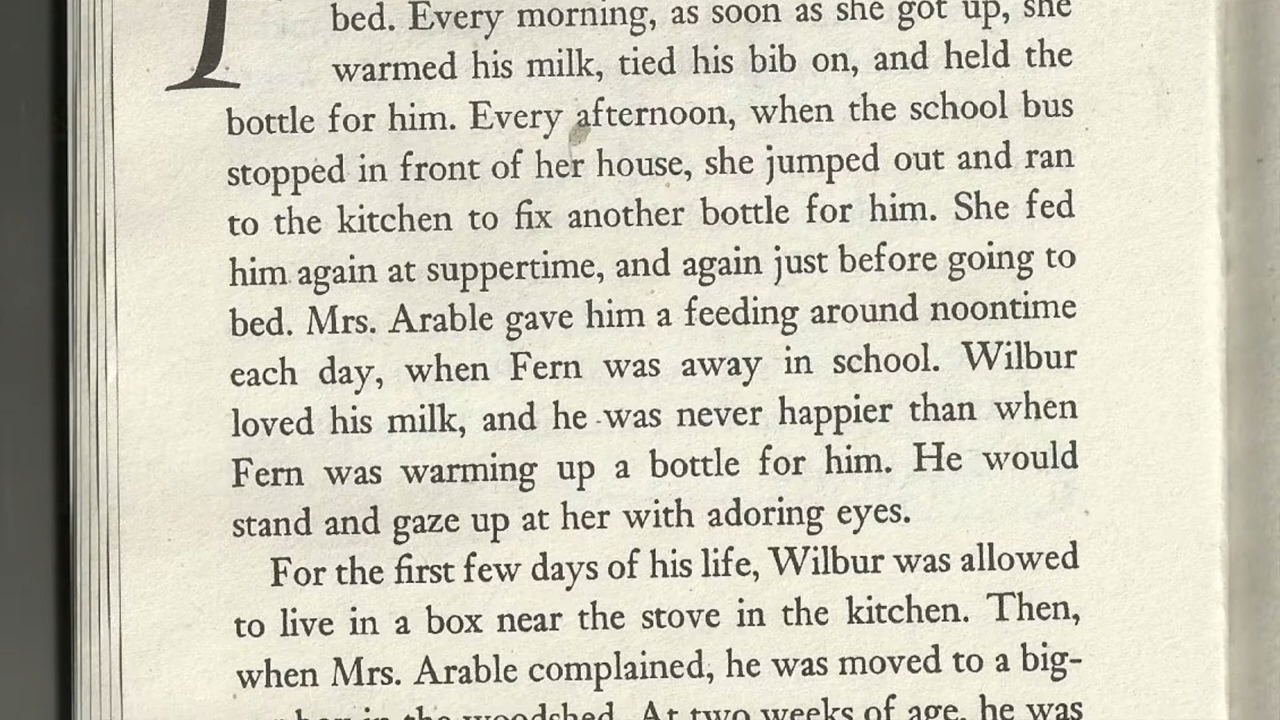 bed. Every morning, as soon as she got up, she
warmed his milk, tied his bib on, and held the
bottle for him. Every afternoon, when the school bus
stopped in front of her house, she jumped out and ran
to the kitchen to fix another bottle for him. She fed
him again at suppertime, and again just before going to
bed. Mrs. Arable gave him a feeding around noontime
each day, when Fern was away in school. Wilbur
loved his milk, and he was never happier than when
Fern was warming up a bottle for him. He would
stand and gaze up at her with adoring eyes.
For the first few days of his life, Wilbur was allowed
to live in a box near the stove in the kitchen. Then,
when Mrs. Arable complained, he was moved to a big-
box in the woodshed. At two weeks of age, he was